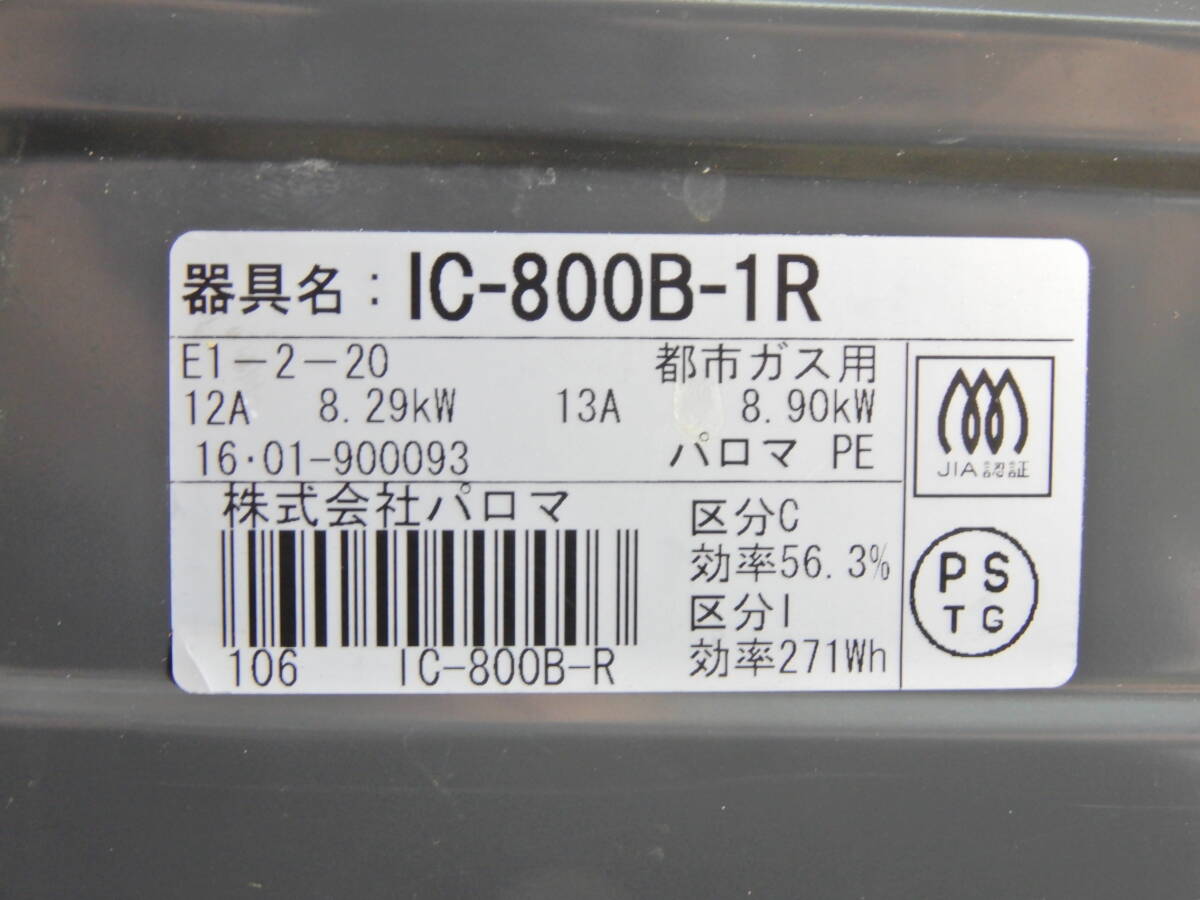 器具名:IC-800B-1R
E1-2-20 都市ガス用
12A 8.29kW 13A 8.90kW
16・01-900093 パロマ PE
JIA認証
株式会社パロマ
106 IC-800B-R
区分C
効率56.3%
区分I
効率271Wh
PS
TG